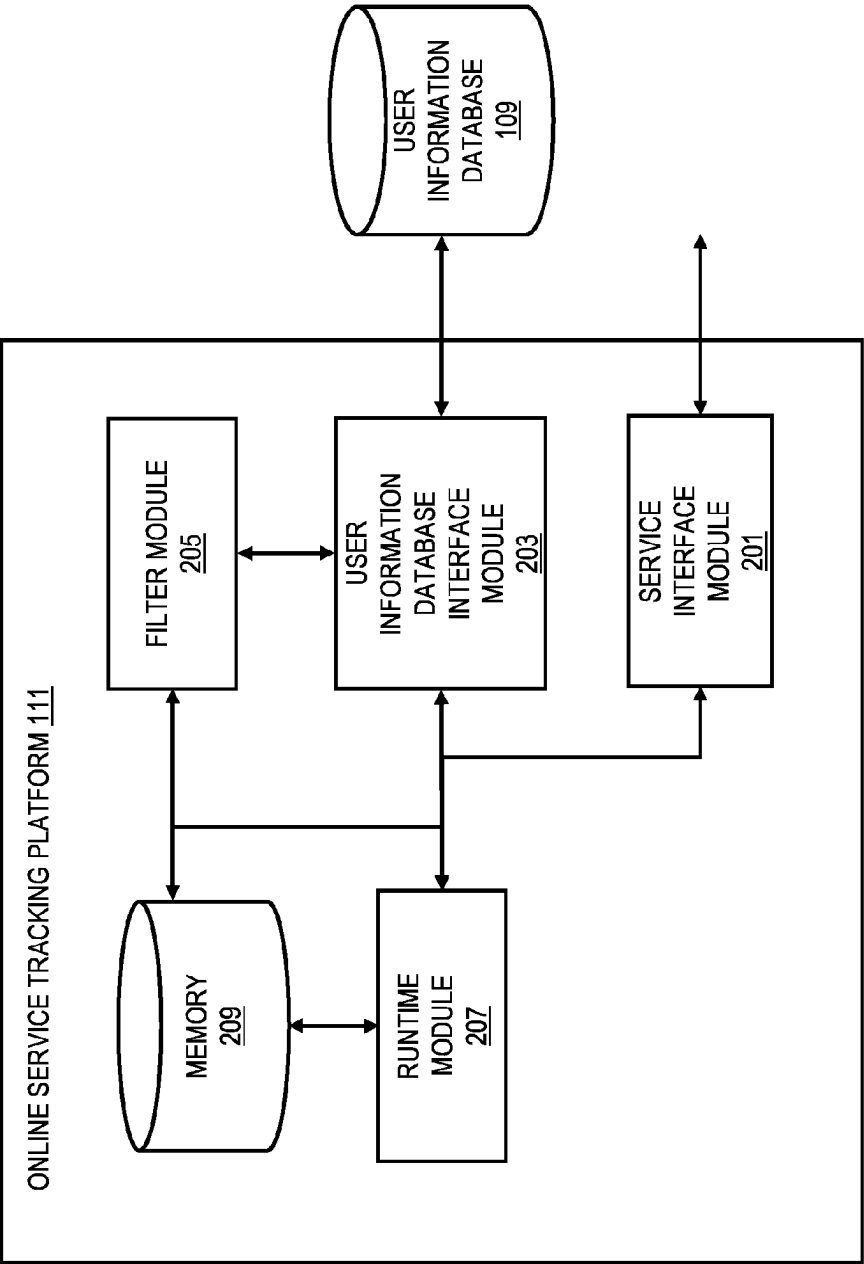 ONLINE SERVICE TRACKING PLATFORM 111
MEMORY
209
FILTER MODULE
205
RUNTIME
MODULE
207
USER
INFORMATION
DATABASE
INTERFACE
MODULE
203
USER
INFORMATION
DATABASE
109
SERVICE
INTERFACE
MODULE
201